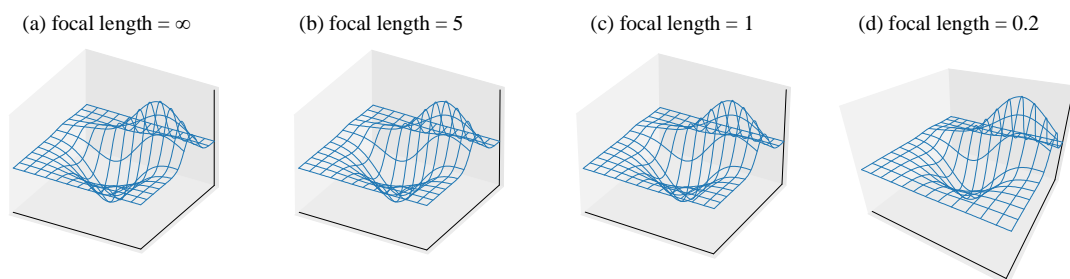 (a) focal length = ∞
(b) focal length = 5
(c) focal length = 1
(d) focal length = 0.2